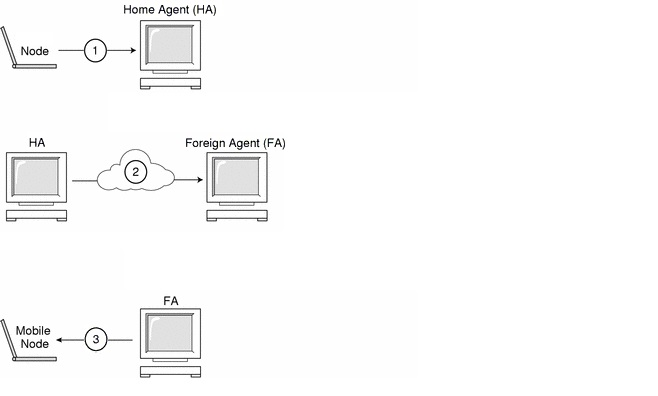 Home Agent (HA)
Node
1
HA
Foreign Agent (FA)
2
FA
Mobile
Node
3